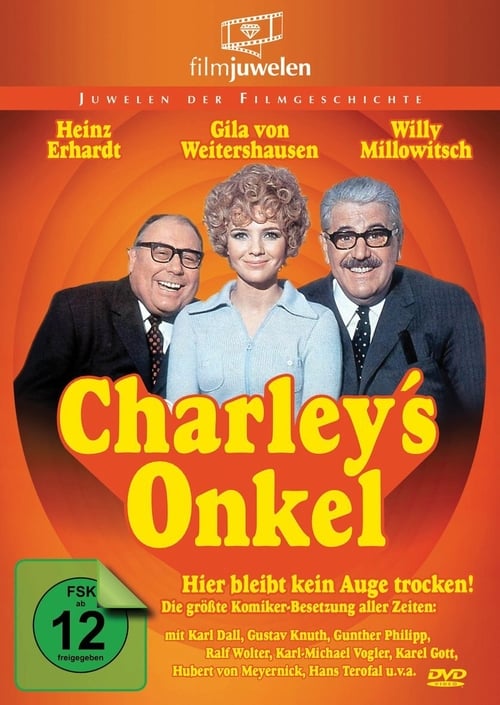 filmjuwelen
JUWELEN DER FILMGESCHICHTE
Heinz
Erhardt
Gila von
Weitershausen
Willy
Millowitsch
Charley's
Onkel
Hier bleibt kein Auge trocken!
Die größte Komiker-Besetzung aller Zeiten:
mit Karl Dall, Gustav Knuth, Gunther Philipp,
Ralf Wolter, Karl-Michael Vogler, Karel Gott,
Hubert von Meyernick, Hans Terofal u.v.a.
FSK
ab
12
freigegeben
DVD
VIDEO